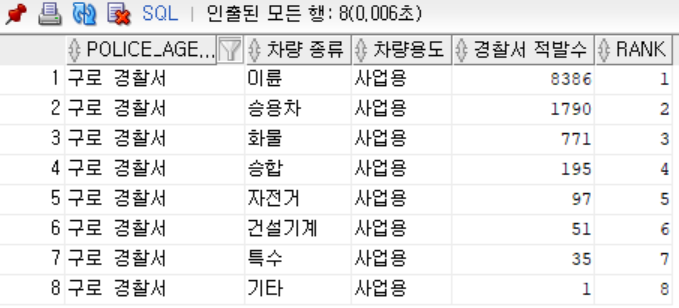 SQL | 인출된 모든 행: 8(0,006초)
POLICE_AGE... 차량 종류 차량용도 경찰서 적발수 RANK
1 구로 경찰서 이륜 사업용 8386 1
2 구로 경찰서 승용차 사업용 1790 2
3 구로 경찰서 화물 사업용 771 3
4 구로 경찰서 승합 사업용 195 4
5 구로 경찰서 자전거 사업용 97 5
6 구로 경찰서 건설기계 사업용 51 6
7 구로 경찰서 특수 사업용 35 7
8 구로 경찰서 기타 사업용 1 8